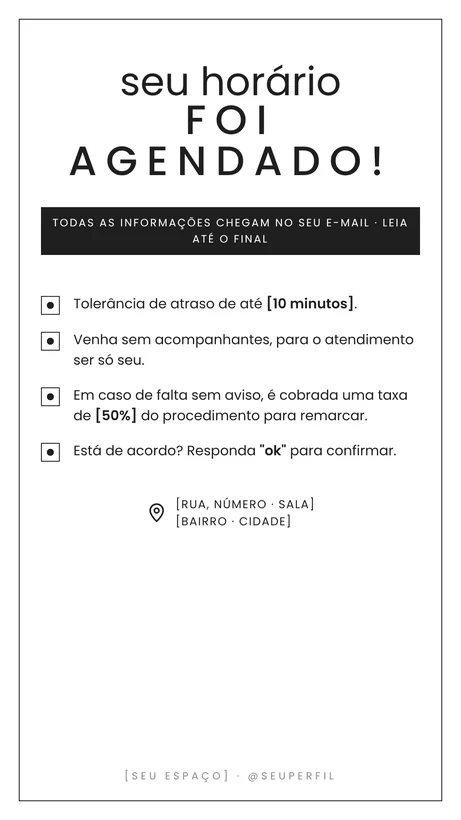 seu horário
FOI
AGENDADO!
TODAS AS INFORMAÇÕES CHEGAM NO SEU E-MAIL · LEIA
ATÉ O FINAL
Tolerância de atraso de até [10 minutos].
Venha sem acompanhantes, para o atendimento
ser só seu.
Em caso de falta sem aviso, é cobrada uma taxa
de [50%] do procedimento para remarcar.
Está de acordo? Responda "ok" para confirmar.
[RUA, NÚMERO · SALA]
[BAIRRO · CIDADE]
[SEU ESPAÇO] · @SEUPERFIL